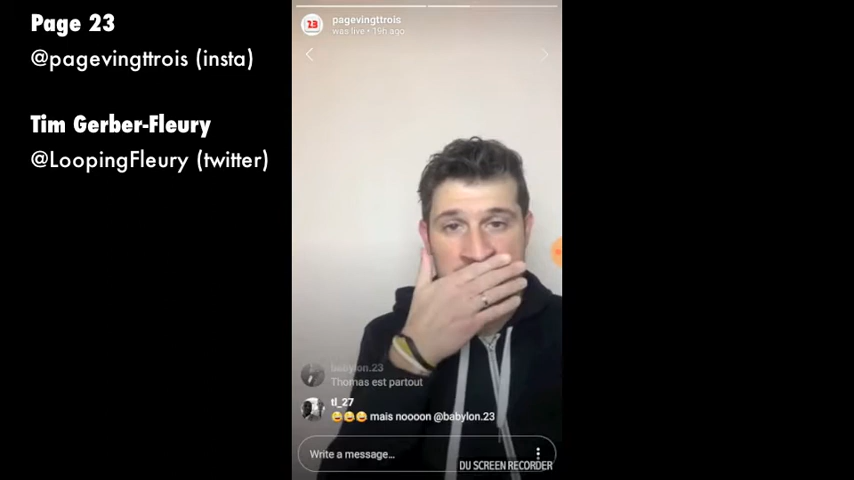 Page 23
@pagevingttrois (insta)
Tim Gerber-Fleury
@LoopingFleury (twitter)
23
pagevingttrois
was live • 19h ago
babylon.23
Thomas est partout
tl_27
😂😂😂 mais noooon @babylon.23
Write a message...
DU SCREEN RECORDER